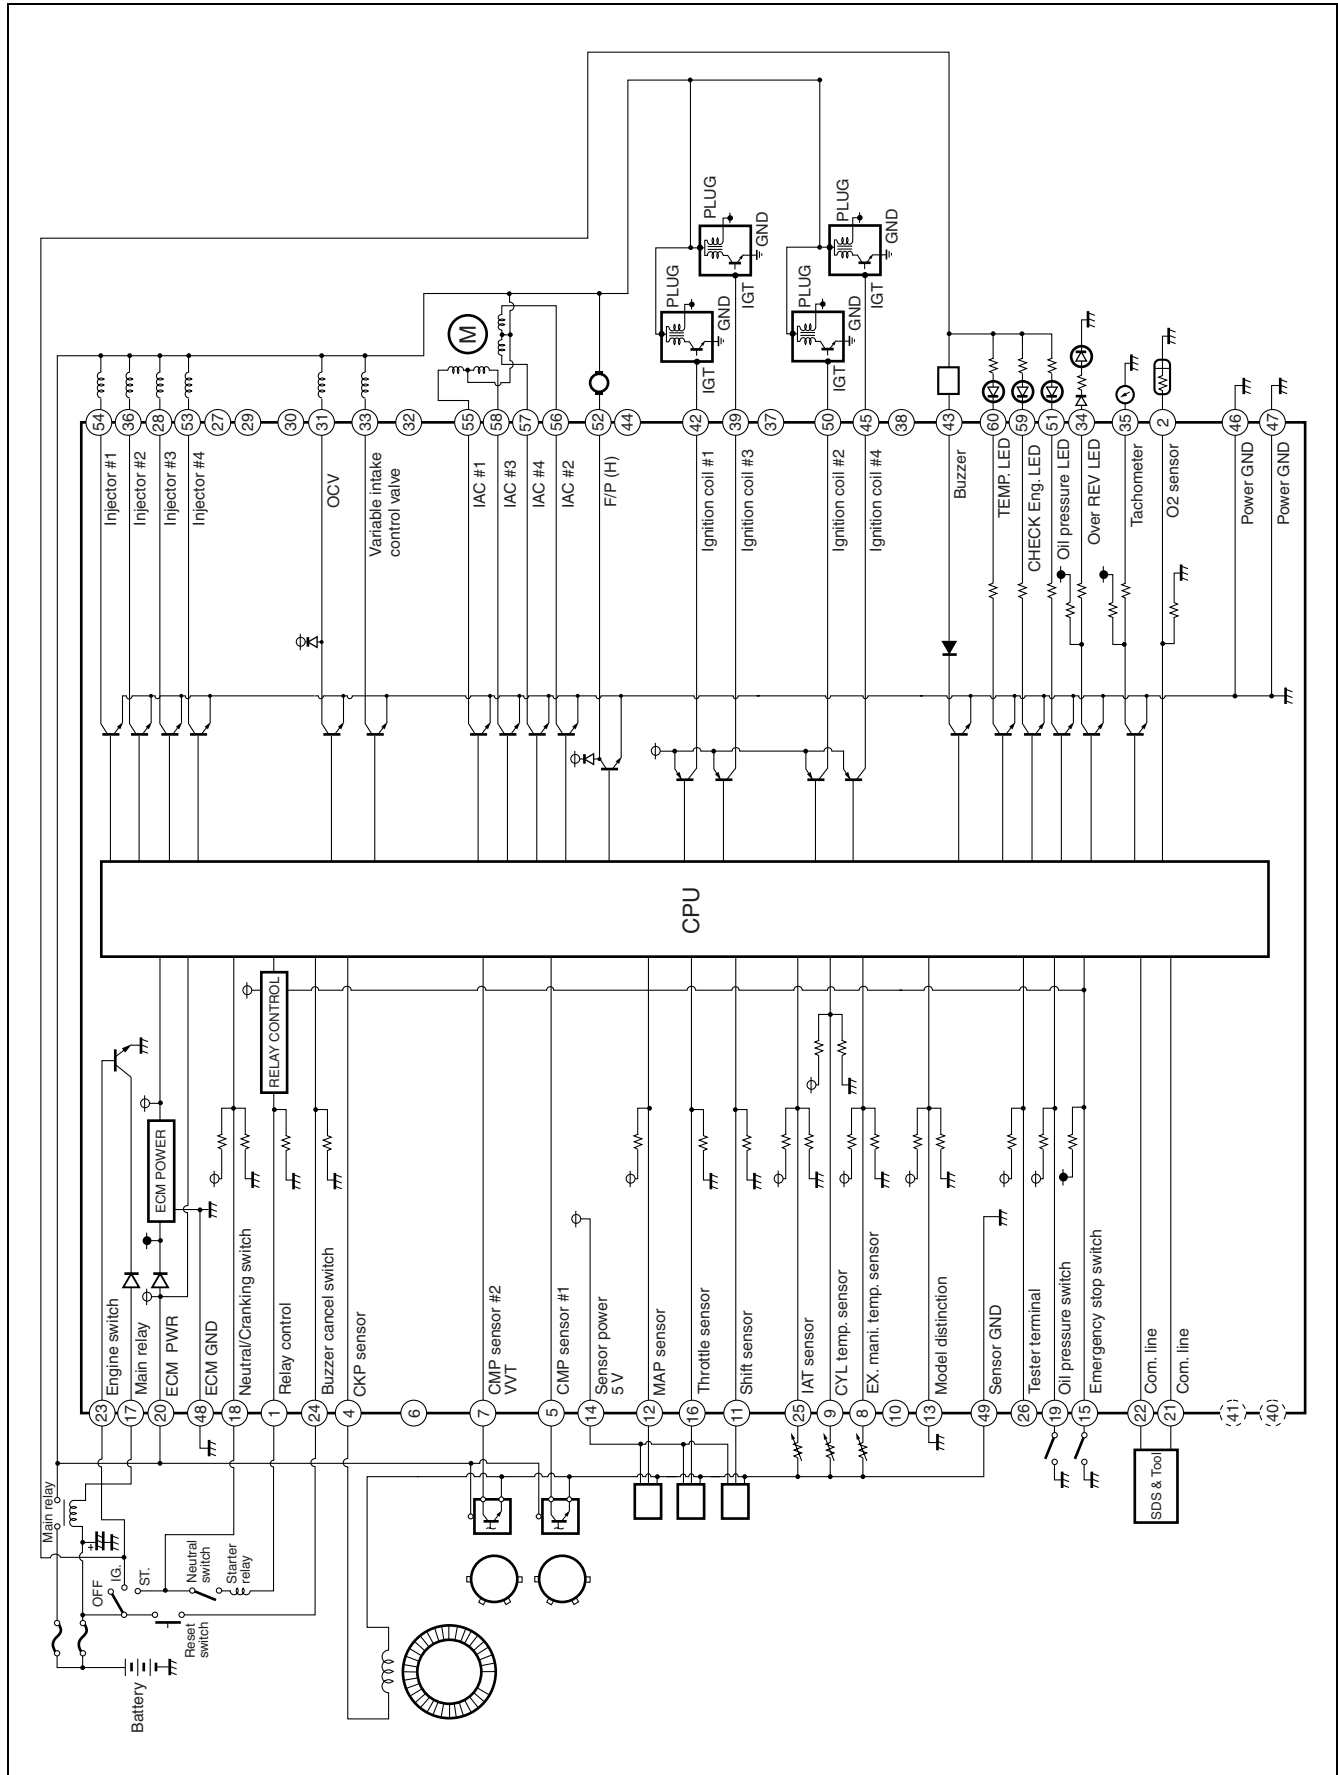 54
36
28
53
27
29
30
31
33
32
55
58
57
56
52
44
42
39
37
50
45
38
43
60
59
51
34
35
2
46
47
M
PLUG
GND
IGT
PLUG
GND
IGT
PLUG
GND
IGT
PLUG
GND
IGT
Injector #1
Injector #2
Injector #3
Injector #4
OCV
Variable intake
control valve
IAC #1
IAC #3
IAC #4
IAC #2
F/P (H)
Ignition coil #1
Ignition coil #3
Ignition coil #2
Ignition coil #4
Buzzer
TEMP. LED
CHECK Eng. LED
Oil pressure LED
Over REV LED
Tachometer
O2 sensor
Power GND
Power GND
CPU
RELAY CONTROL
ECM POWER
Engine switch
Main relay
ECM PWR
ECM GND
Neutral/Cranking switch
Relay control
Buzzer cancel switch
CKP sensor
CMP sensor #2
VVT
CMP sensor #1
Sensor power
5 V
MAP sensor
Throttle sensor
Shift sensor
IAT sensor
CYL temp. sensor
EX. mani. temp. sensor
Model distinction
Sensor GND
Tester terminal
Oil pressure switch
Emergency stop switch
Com. line
Com. line
23
17
20
48
18
1
24
4
6
7
5
14
12
16
11
25
9
8
10
13
49
26
19
15
22
21
(41)
(40)
Main relay
+
OFF
IG.
ST.
Neutral
switch
Starter
relay
Reset
switch
Battery
SDS & Tool